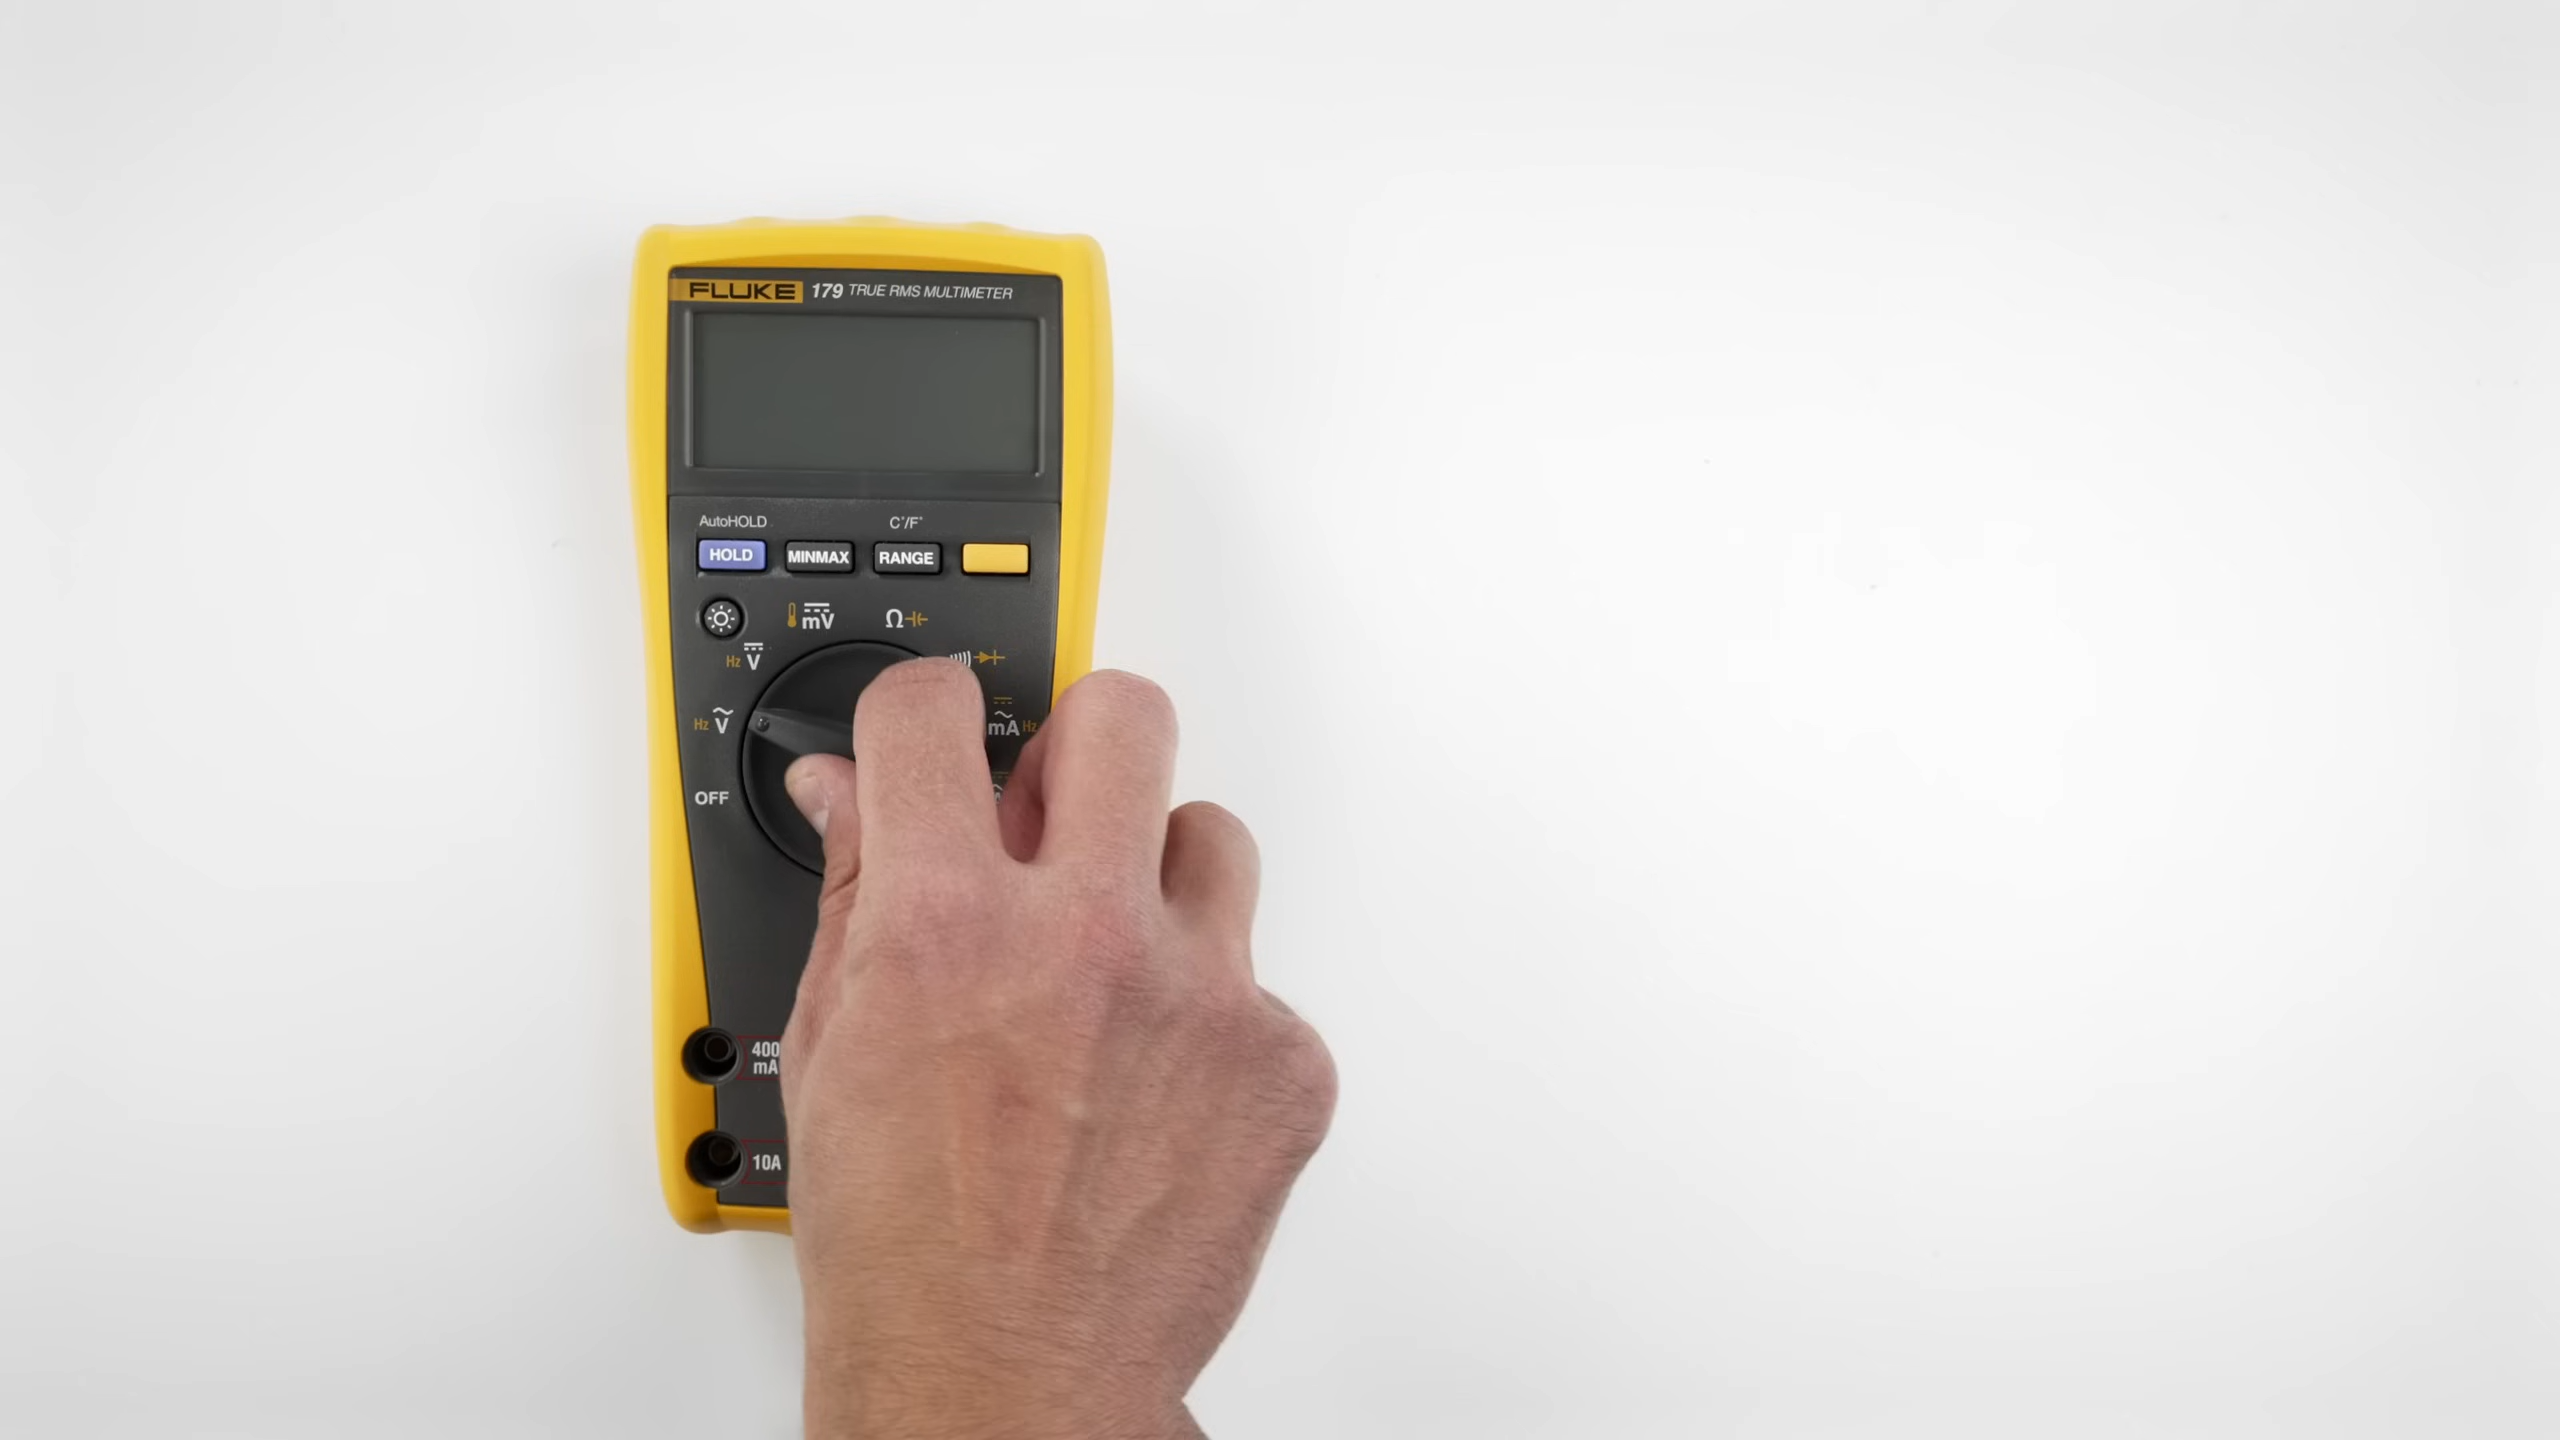 FLUKE 179 TRUE RMS MULTIMETER
AutoHOLD C°/F°
HOLD MINMAX RANGE
mV Ω
Hz V
Hz V mA Hz
OFF
400
mA
10A